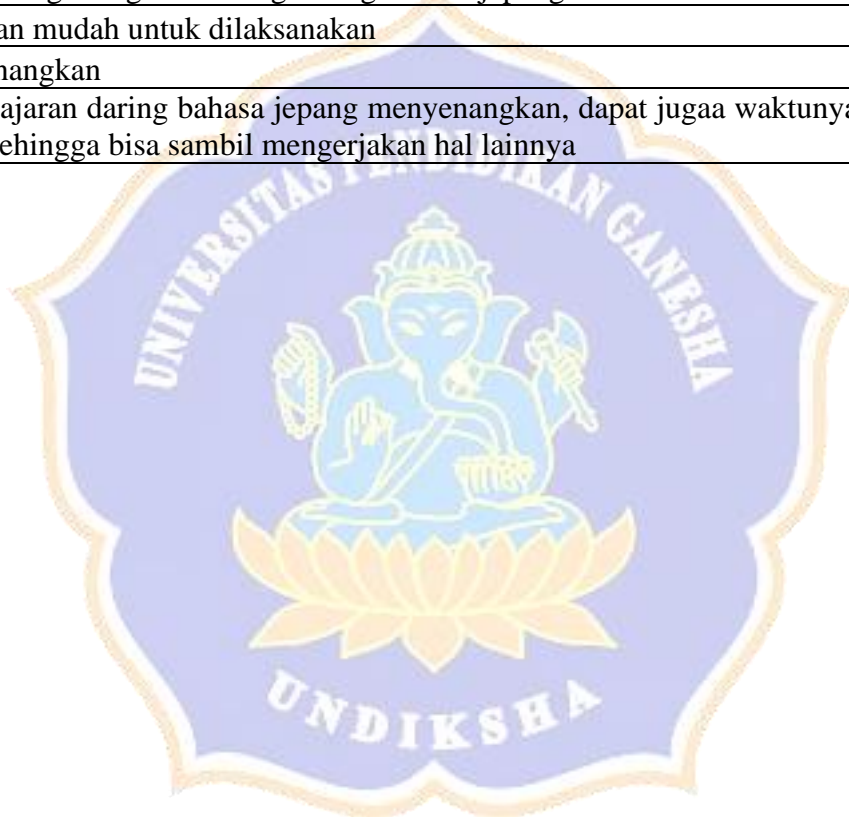 an mudah untuk dilaksanakan
nangkan
ajaran daring bahasa jepang menyenangkan, dapat jugaa waktunya
ehingga bisa sambil mengerjakan hal lainnya
UNIVERSITAS PENDIDIKAN GANESHA
UNDIKSHA